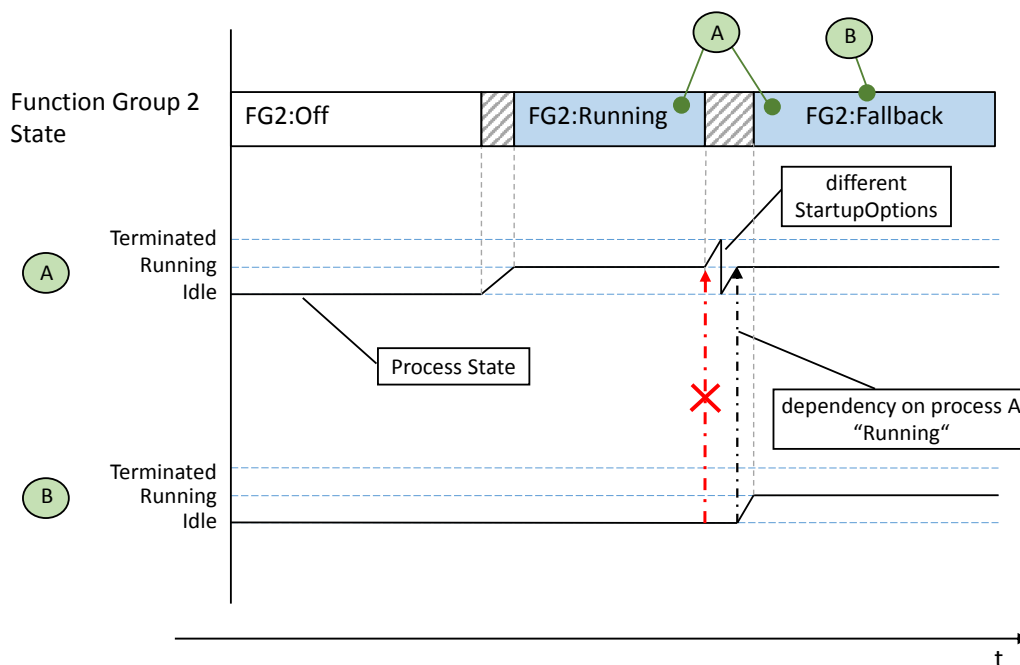 A
B
Function Group 2
State
FG2:Off
FG2:Running
FG2:Fallback
different
StartupOptions
Terminated
Running
Idle
A
Process State
dependency on process A
“Running“
Terminated
Running
Idle
B
t